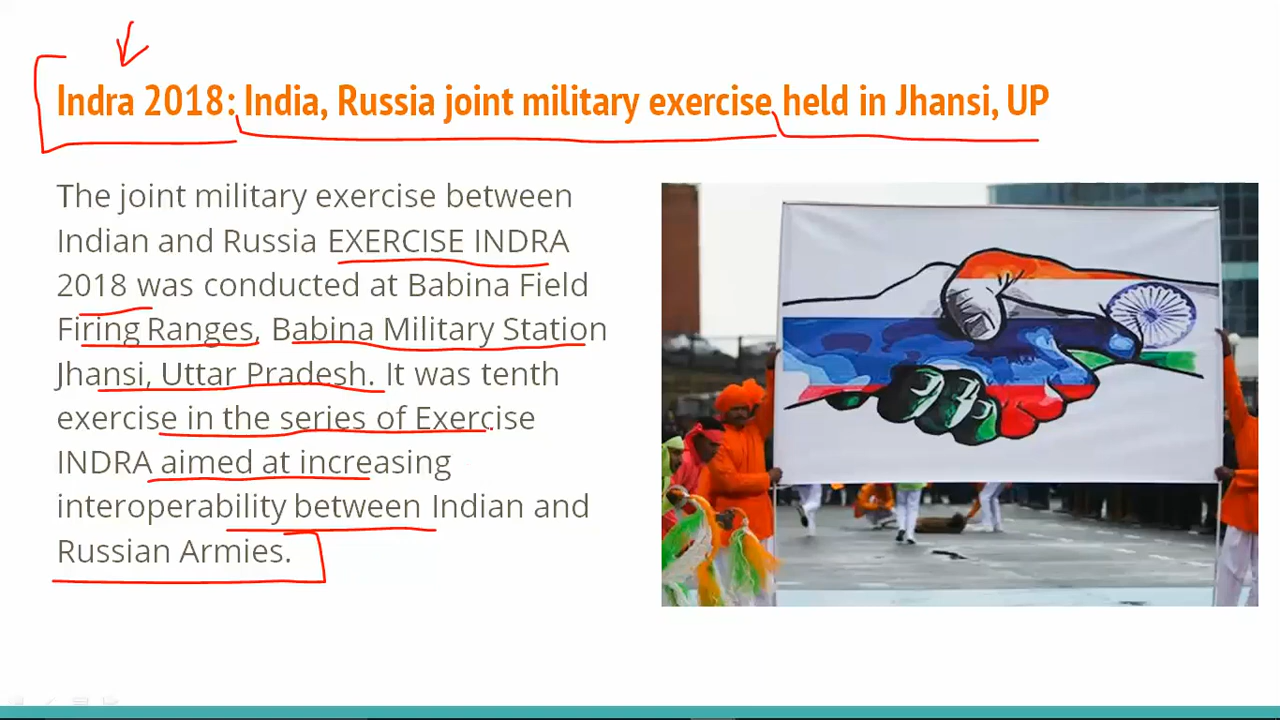 Indra 2018: India, Russia joint military exercise held in Jhansi, UP
The joint military exercise between
Indian and Russia EXERCISE INDRA
2018 was conducted at Babina Field
Firing Ranges, Babina Military Station
Jhansi, Uttar Pradesh. It was tenth
exercise in the series of Exercise
INDRA aimed at increasing
interoperability between Indian and
Russian Armies.